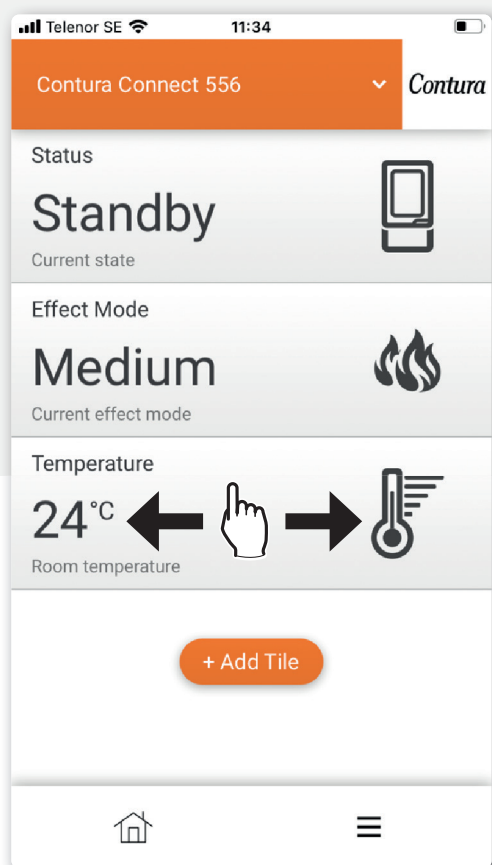 Telenor SE 11:34
Contura Connect 556 Contura
Status
Standby
Current state
Effect Mode
Medium
Current effect mode
Temperature
24°C
Room temperature
+ Add Tile